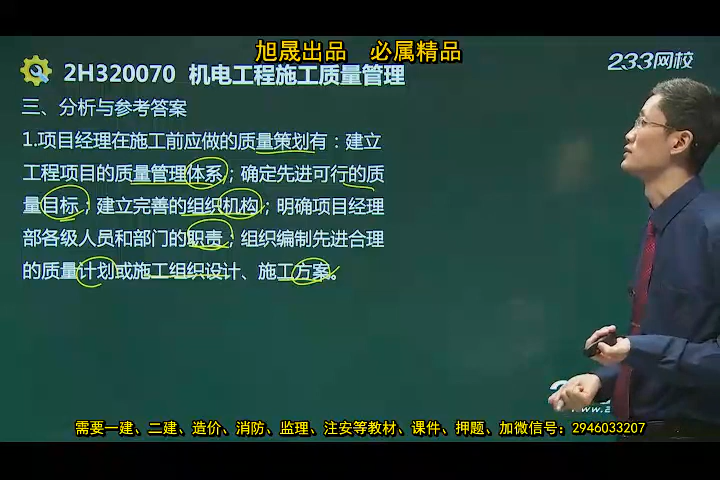 旭晟出品 必属精品
2H320070 机电工程施工质量管理
233网校
三、分析与参考答案
1.项目经理在施工前应做的质量策划有：建立
工程项目的质量管理体系；确定先进可行的质
量目标；建立完善的组织机构；明确项目经理
部各级人员和部门的职责；组织编制先进合理
的质量计划或施工组织设计、施工方案。
需要一建、二建、造价、消防、监理、注安等教材、课件、押题、加微信号：2946033207